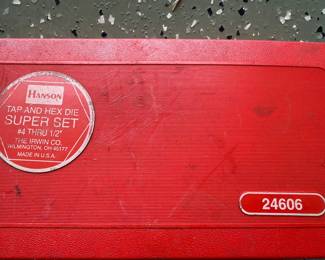 HANSON
TAP AND HEX DIE
SUPER SET
#4 THRU 1/2"
THE IRWIN CO.
WILMINGTON, OH 45177
MADE IN U.S.A.
24606